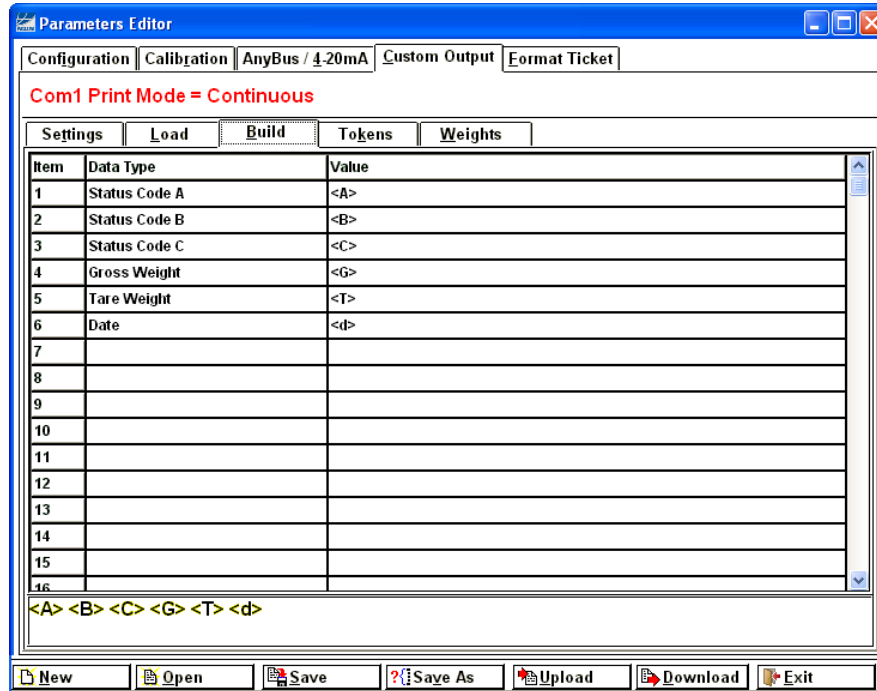 Parameters Editor
Configuration Calibration AnyBus / 4-20mA Custom Output Format Ticket
Com1 Print Mode = Continuous
Settings Load Build Tokens Weights
Item Data Type Value
1 Status Code A <A>
2 Status Code B <B>
3 Status Code C <C>
4 Gross Weight <G>
5 Tare Weight <T>
6 Date <d>
7
8
9
10
11
12
13
14
15
16
<A> <B> <C> <G> <T> <d>
New Open Save Save As Upload Download Exit